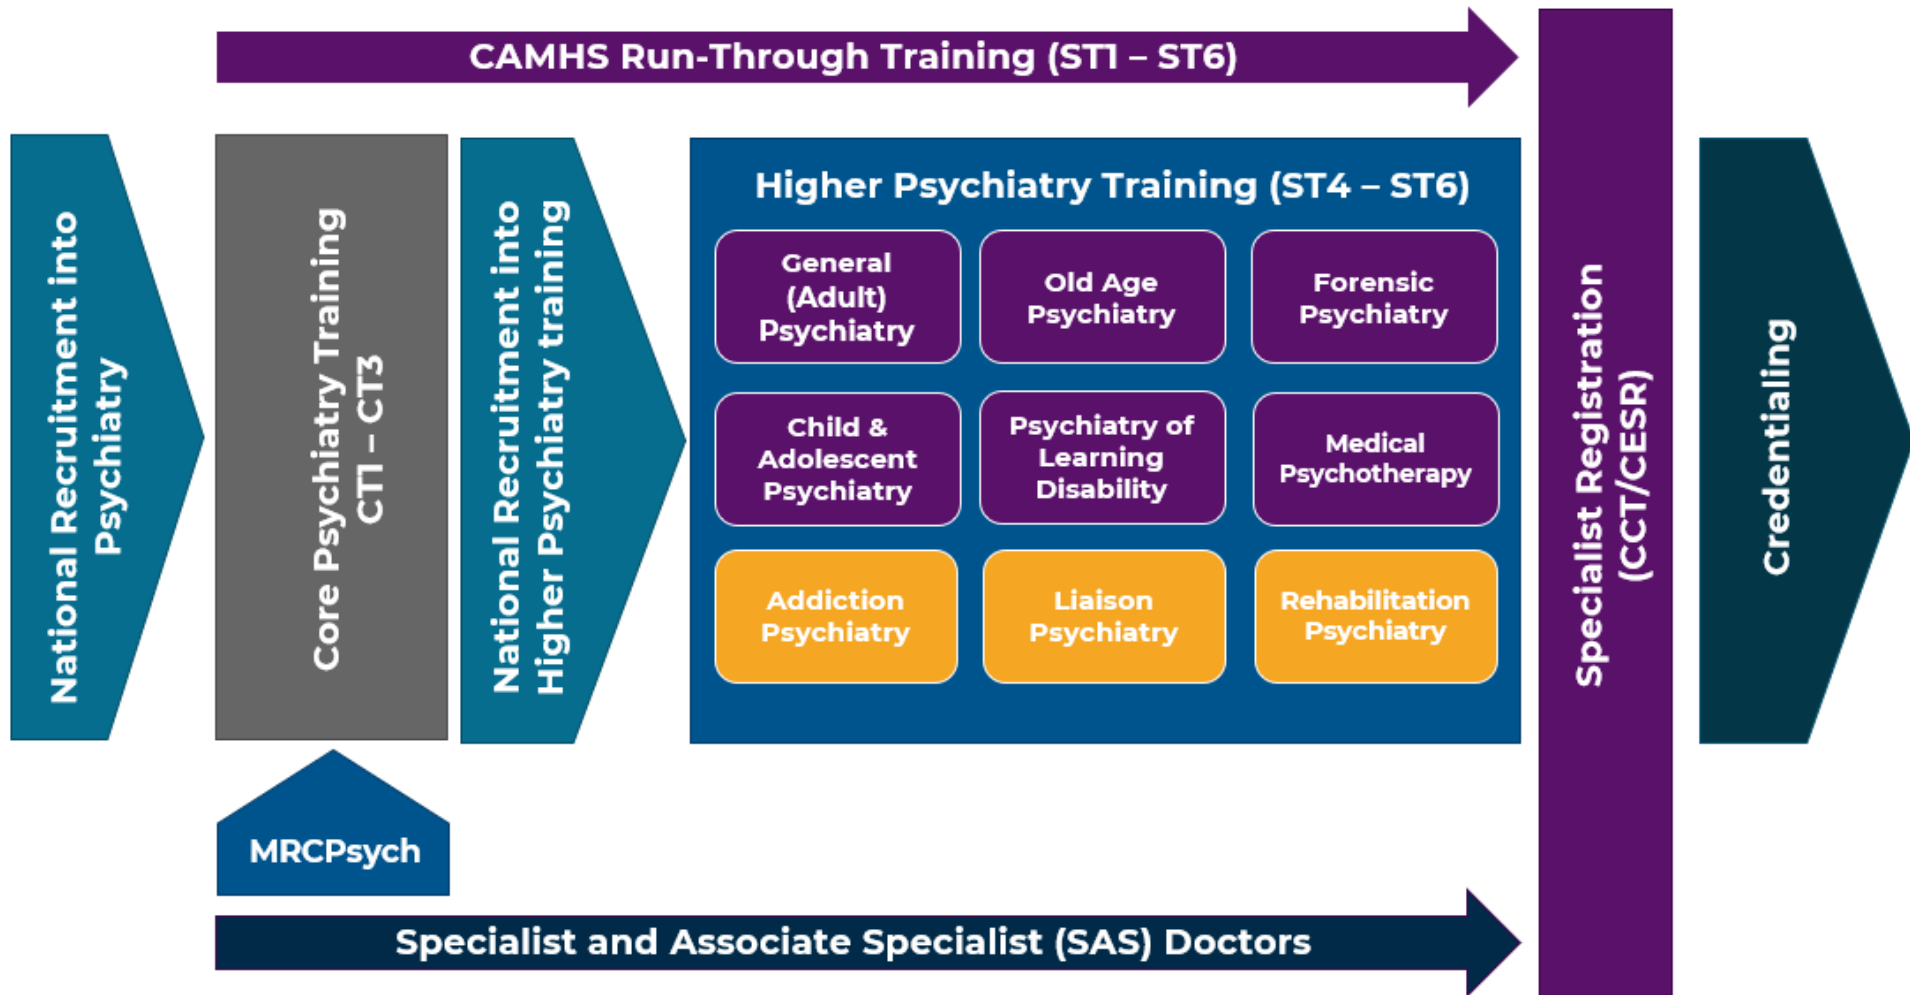 CAMHS Run-Through Training (ST1 – ST6)
National Recruitment into
Psychiatry
Core Psychiatry Training
CT1 – CT3
National Recruitment into
Higher Psychiatry training
Higher Psychiatry Training (ST4 – ST6)
General
(Adult)
Psychiatry
Old Age
Psychiatry
Forensic
Psychiatry
Child &
Adolescent
Psychiatry
Psychiatry of
Learning
Disability
Medical
Psychotherapy
Addiction
Psychiatry
Liaison
Psychiatry
Rehabilitation
Psychiatry
Specialist Registration
(CCT/CESR)
Credentialing
MRCPsych
Specialist and Associate Specialist (SAS) Doctors